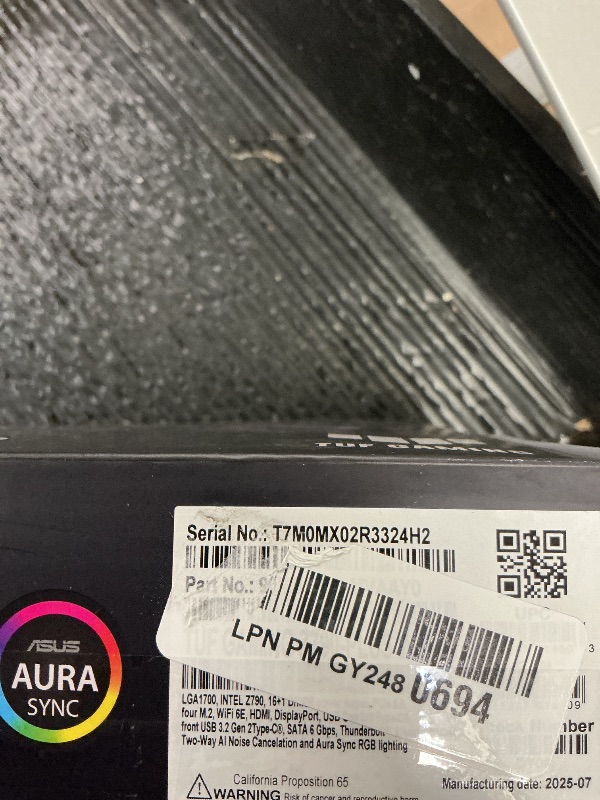 TUF GAMING
Serial No.: T7M0MX02R3324H2
Part No.: 9
LPN PM GY248 0694
ASUS
AURA
SYNC
LGA1700, INTEL Z790, 16+1
four M.2, WiFi 6E, HDMI, DisplayPort, USB
front USB 3.2 Gen 2Type-C®, SATA 6 Gbps,
Two-Way AI Noise Cancelation and Aura Sync RGB lighting
California Proposition 65
WARNING Risk of cancer and reproductive harm
Manufacturing date: 2025-07